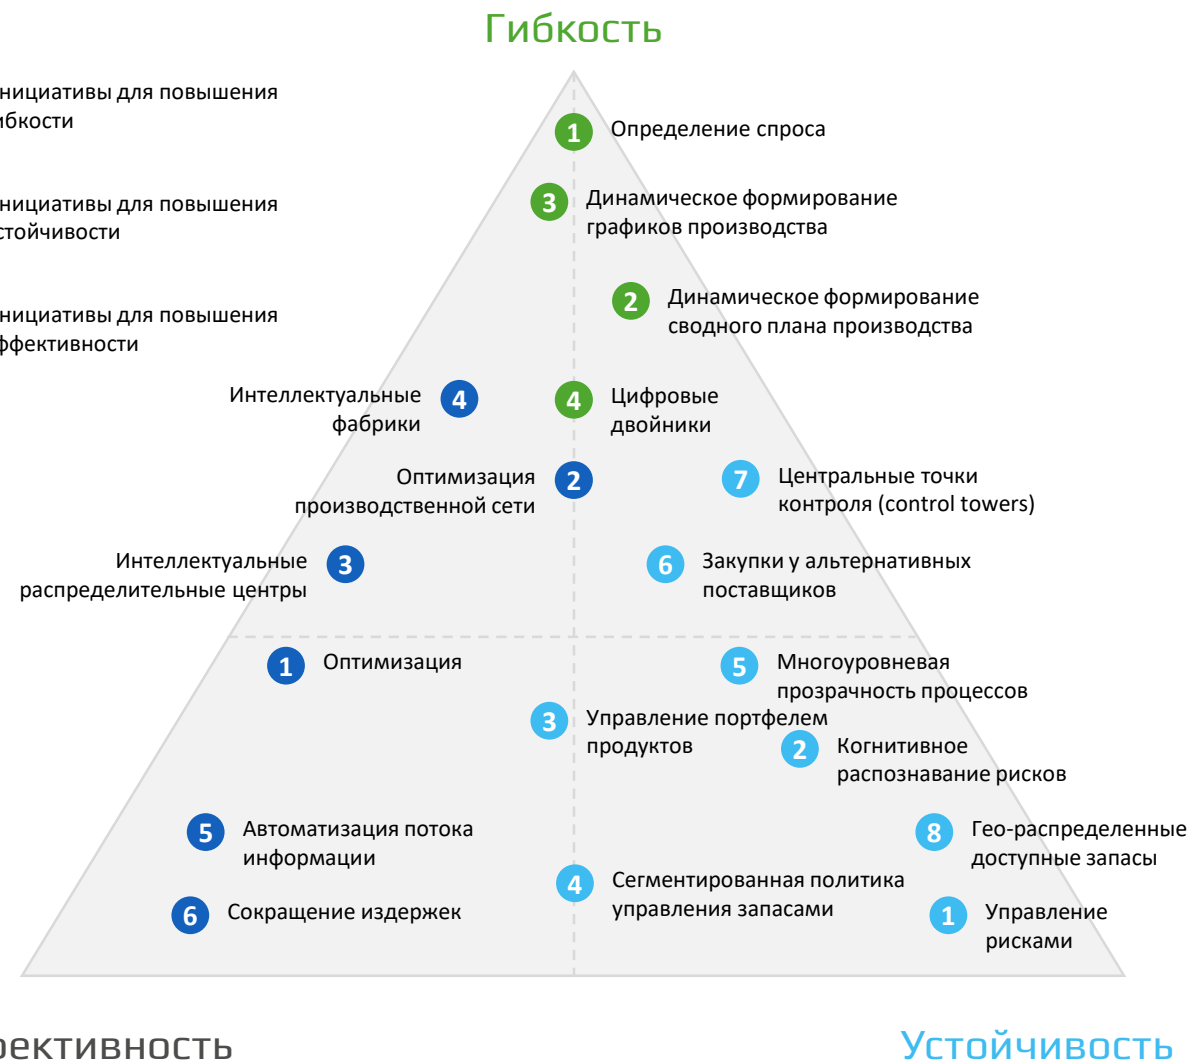 Гибкость
нициативы для повышения
ибкости
нициативы для повышения
стойчивости
нициативы для повышения
ффективности
1 Определение спроса
3 Динамическое формирование
графиков производства
2 Динамическое формирование
сводного плана производства
Интеллектуальные
фабрики 4
4 Цифровые
двойники
Оптимизация
производственной сети 2
7 Центральные точки
контроля (control towers)
Интеллектуальные
распределительные центры 3
6 Закупки у альтернативных
поставщиков
1 Оптимизация
5 Многоуровневая
прозрачность процессов
3 Управление портфелем
продуктов
2 Когнитивное
распознавание рисков
5 Автоматизация потока
информации
8 Гео-распределенные
доступные запасы
4 Сегментированная политика
управления запасами
6 Сокращение издержек
1 Управление
рисками
фективность
Устойчивость